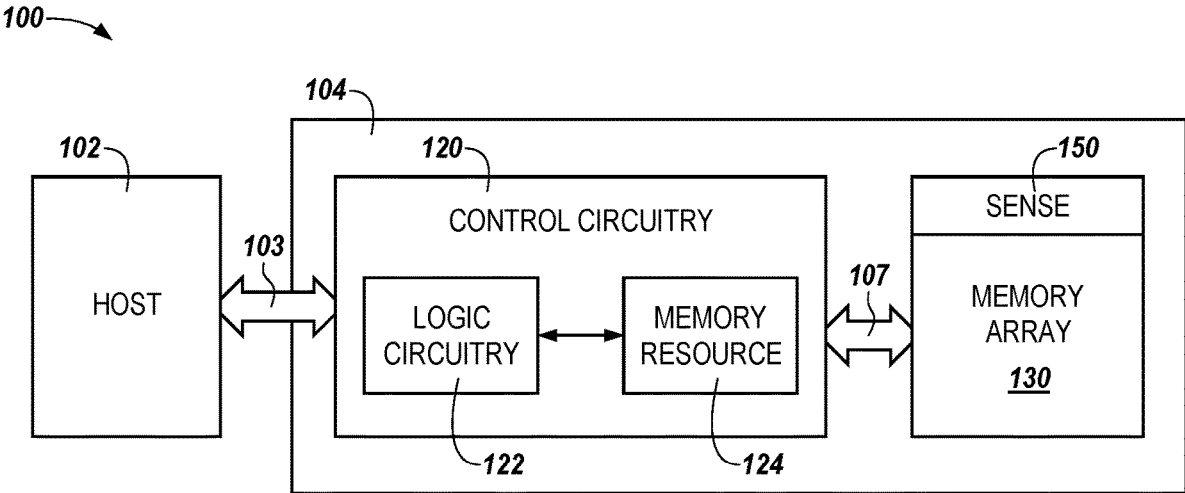 100
104
102
120
150
CONTROL CIRCUITRY
SENSE
103
107
HOST
LOGIC
CIRCUITRY
MEMORY
RESOURCE
MEMORY
ARRAY
130
122
124